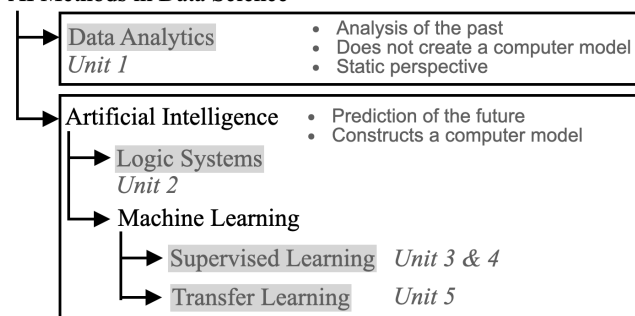 Methods in Data Science
Data Analytics
Unit 1
• Analysis of the past
• Does not create a computer model
• Static perspective
Artificial Intelligence
• Prediction of the future
• Constructs a computer model
Logic Systems
Unit 2
Machine Learning
Supervised Learning Unit 3 & 4
Transfer Learning Unit 5